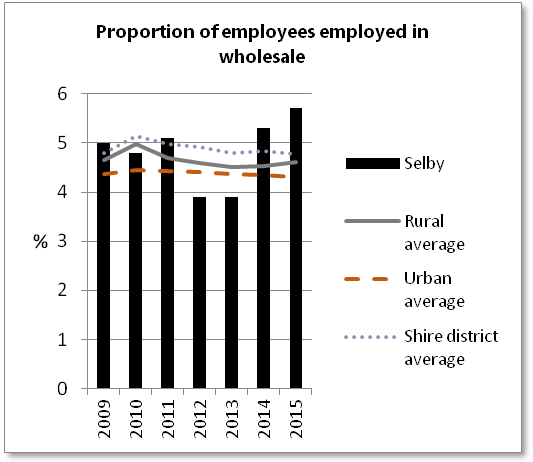 Proportion of employees employed in
wholesale
6
5
4
% 3
2
1
0
2009 2010 2011 2012 2013 2014 2015
Selby
Rural
average
Urban
average
Shire district
average